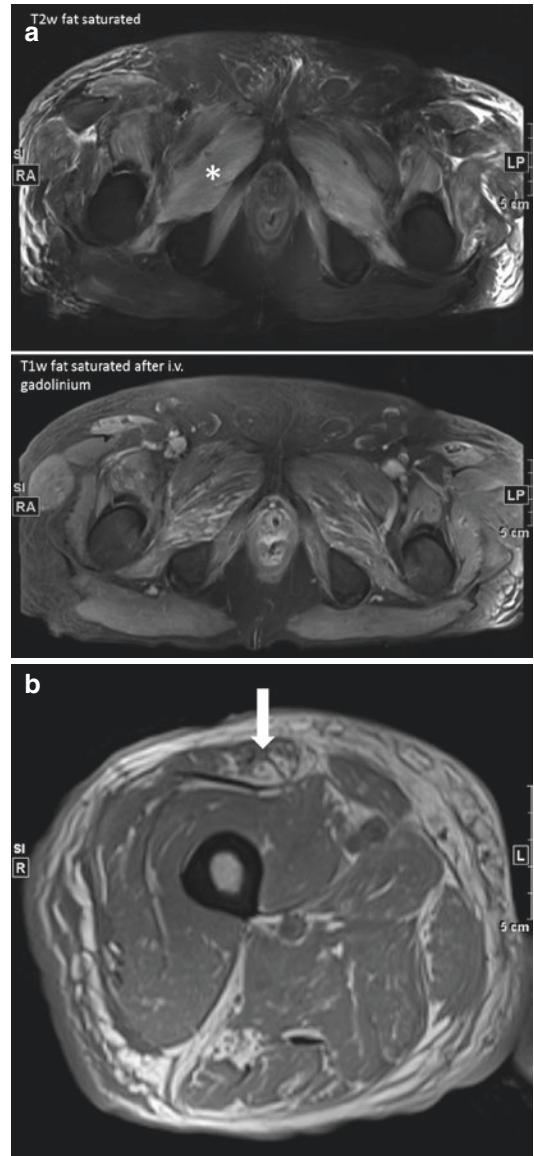 T2w fat saturated
a
*
SI
RA
LP
5 cm
T1w fat saturated after i.v.
gadolinium
SI
RA
LP
5 cm
b
SI
R
L
5 cm